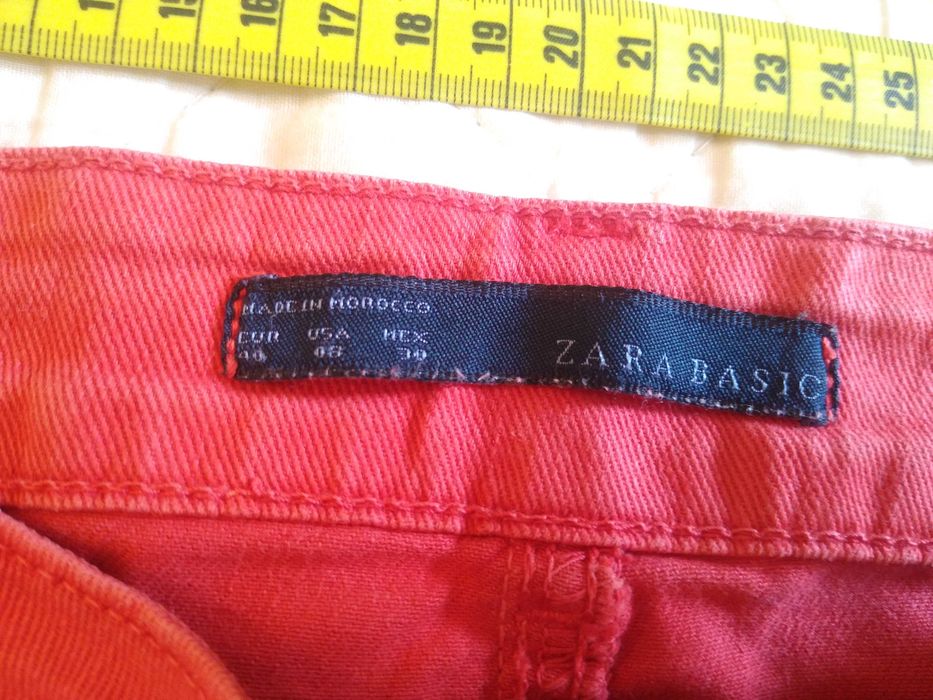 15 16 17 18 19 20 21 22 23 24 25
MADE IN MOROCCO
EUR USA MEX
40 08 30
ZARA BASIC